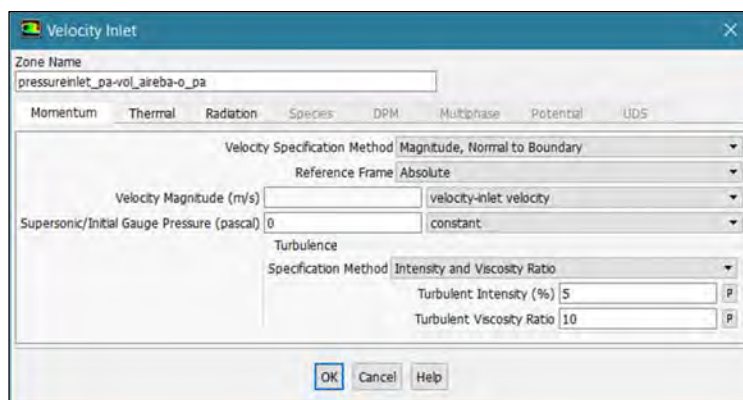 Velocity Inlet
Zone Name
pressureinlet_pa-vol_aireba-o_pa
Momentum Thermal Radiation Species DPM Multiphase Potential UDS
Velocity Specification Method Magnitude, Normal to Boundary
Reference Frame Absolute
Velocity Magnitude (m/s) velocity-inlet velocity
Supersonic/Initial Gauge Pressure (pascal) 0 constant
Turbulence
Specification Method Intensity and Viscosity Ratio
Turbulent Intensity (%) 5 P
Turbulent Viscosity Ratio 10 P
OK Cancel Help